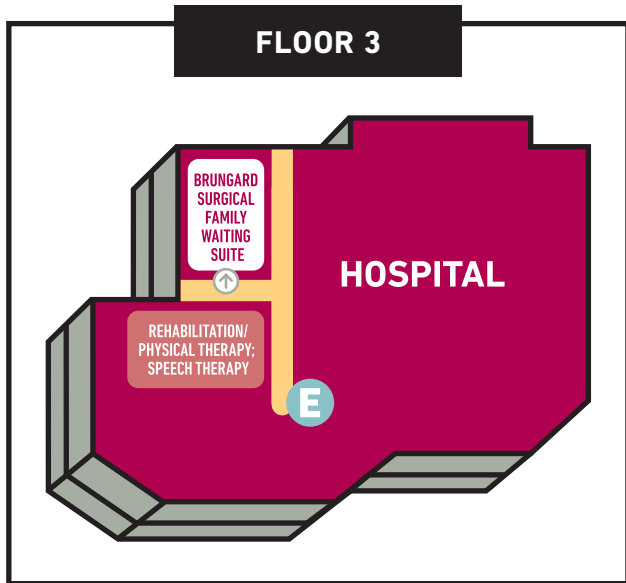 FLOOR 3
BRUNGARD
SURGICAL
FAMILY
WAITING
SUITE
HOSPITAL
REHABILITATION/
PHYSICAL THERAPY;
SPEECH THERAPY
E